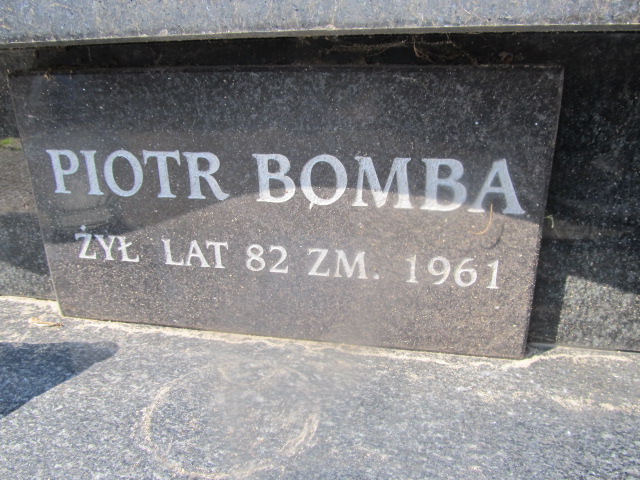 PIOTR BOMBA
ŻYŁ LAT 82 ZM. 1961